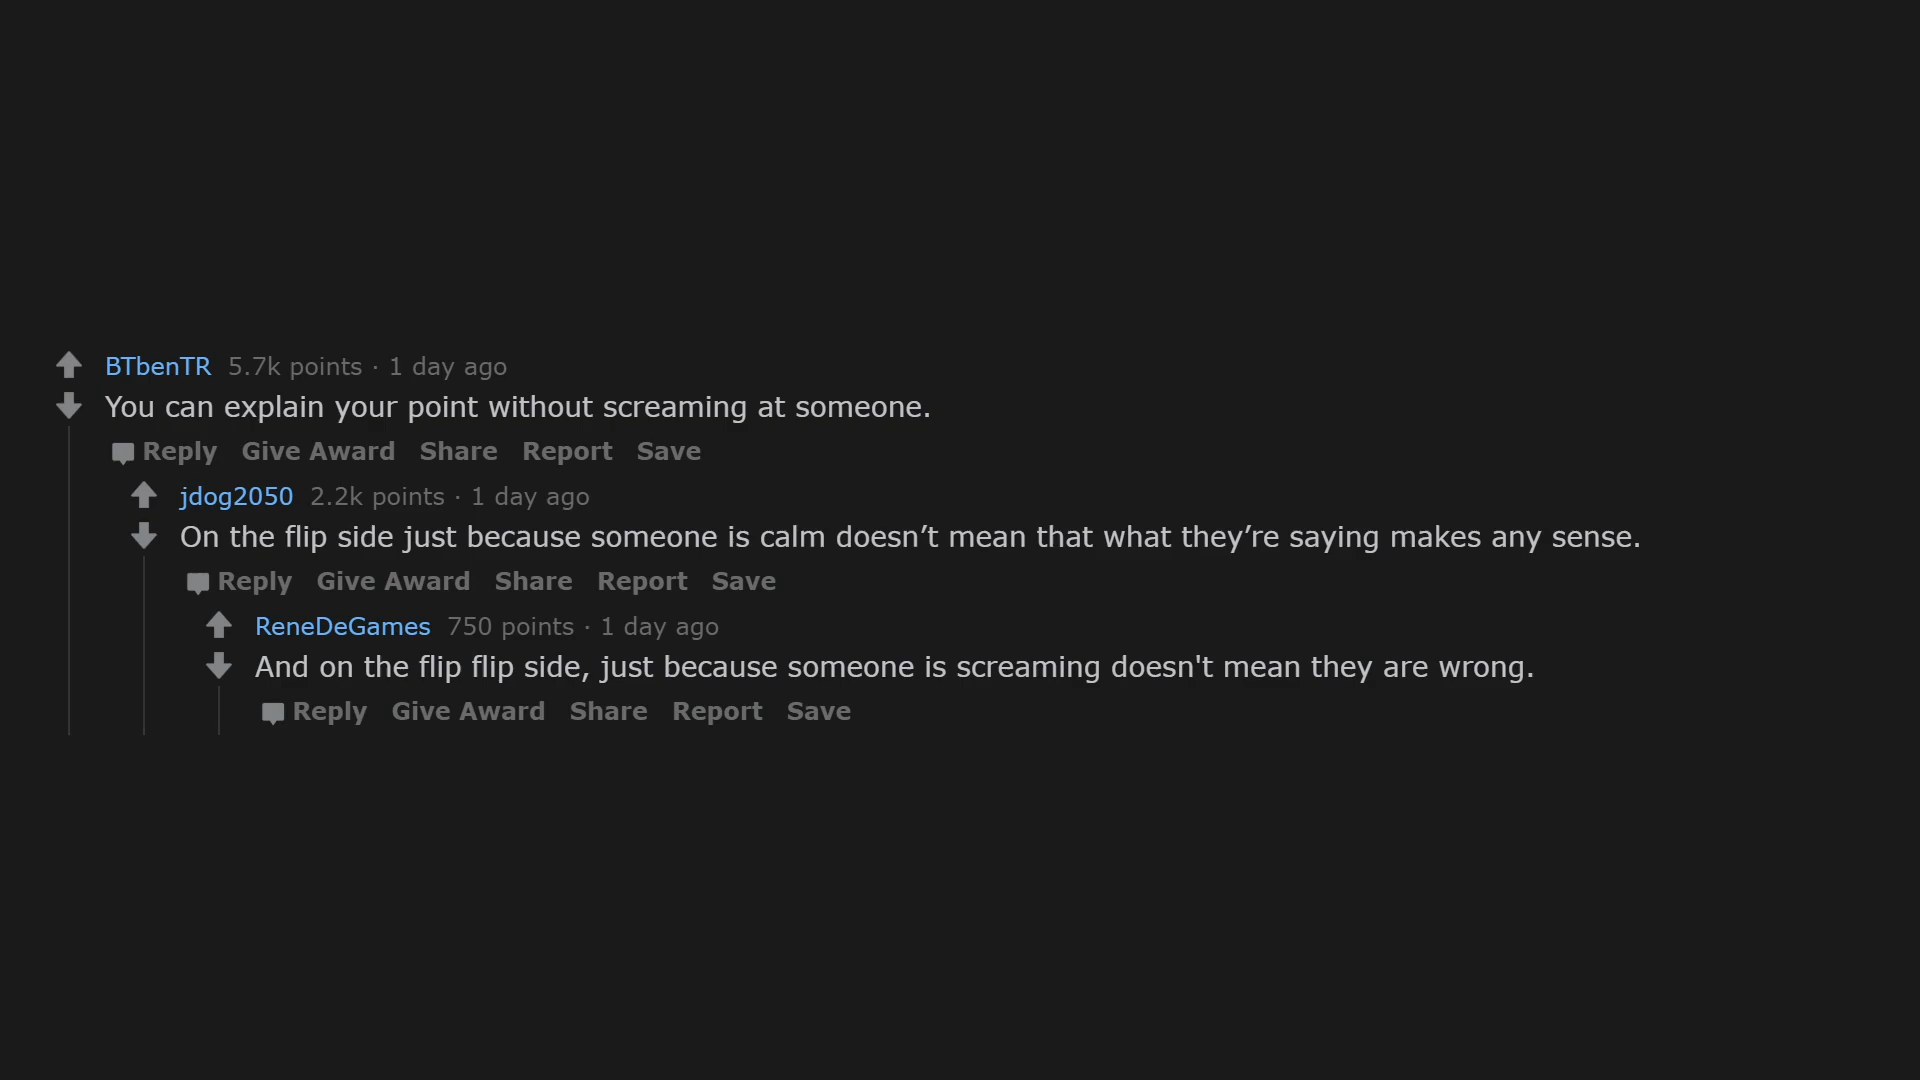 BTbenTR 5.7k points · 1 day ago
You can explain your point without screaming at someone.
Reply Give Award Share Report Save
jdog2050 2.2k points · 1 day ago
On the flip side just because someone is calm doesn’t mean that what they’re saying makes any sense.
Reply Give Award Share Report Save
ReneDeGames 750 points · 1 day ago
And on the flip flip side, just because someone is screaming doesn't mean they are wrong.
Reply Give Award Share Report Save